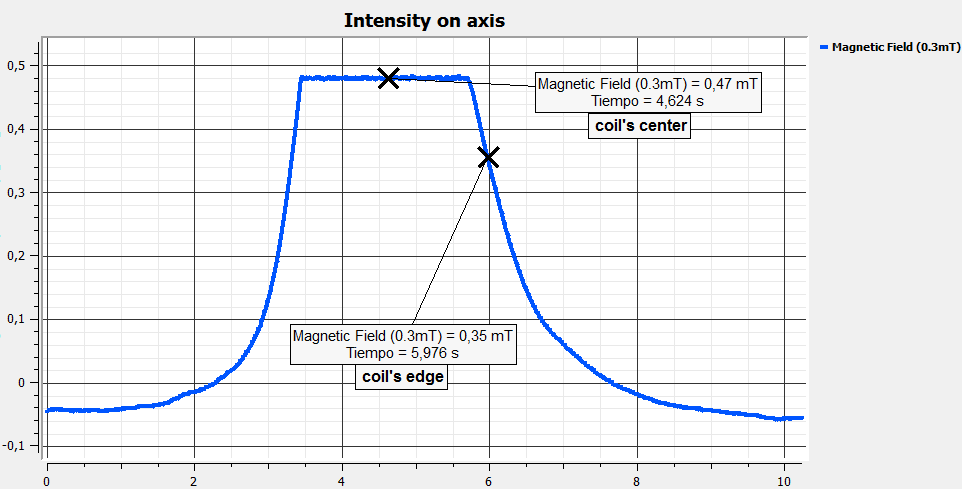 Intensity on axis
Magnetic Field (0.3mT)
0,5
0,4
0,3
0,2
0,1
0
-0,1
Magnetic Field (0.3mT) = 0,47 mT
Tiempo = 4,624 s
coil's center
Magnetic Field (0.3mT) = 0,35 mT
Tiempo = 5,976 s
coil's edge
0 2 4 6 8 10